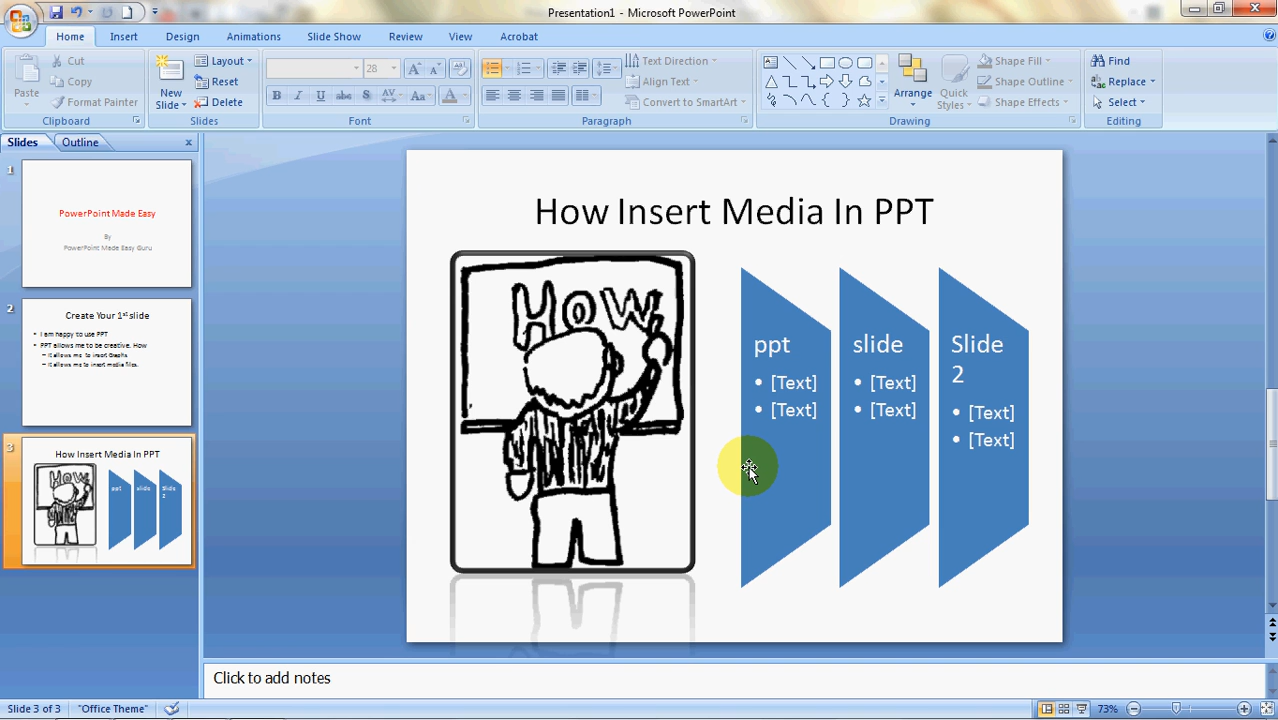 Presentation1 - Microsoft PowerPoint
Home Insert Design Animations Slide Show Review View Acrobat
Paste
Cut
Copy
Format Painter
Clipboard
New
Slide
Layout
Reset
Delete
Slides
28
B I U abc S AV Aa A
Font
Text Direction
Align Text
Convert to SmartArt
Paragraph
Arrange
Quick
Styles
Shape Fill
Shape Outline
Shape Effects
Drawing
Find
Replace
Select
Editing
Slides Outline
1
PowerPoint Made Easy
By
PowerPoint Made Easy Guru
2
Create Your 1st slide
I am happy to use PPT
PPT allows me to be creative. How
It allows me to insert Graphs
It allows me to insert media files.
3
How Insert Media In PPT
HoW
ppt
slide
Slide
2
How Insert Media In PPT
HoW
ppt
• [Text]
• [Text]
slide
• [Text]
• [Text]
Slide
2
• [Text]
• [Text]
Click to add notes
Slide 3 of 3 "Office Theme" 73%